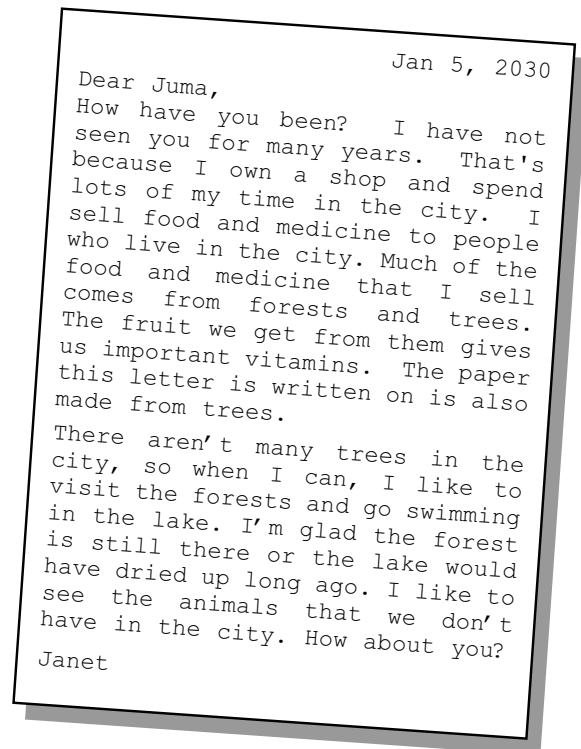 Jan 5, 2030
Dear Juma,
How have you been? I have not
seen you for many years. That's
because I own a shop and spend
lots of my time in the city. I
sell food and medicine to people
who live in the city. Much of the
food and medicine that I sell
comes from forests and trees.
The fruit we get from them gives
us important vitamins. The paper
this letter is written on is also
made from trees.
There aren't many trees in the
city, so when I can, I like to
visit the forests and go swimming
in the lake. I'm glad the forest
is still there or the lake would
have dried up long ago. I like to
see the animals that we don't
have in the city. How about you?
Janet